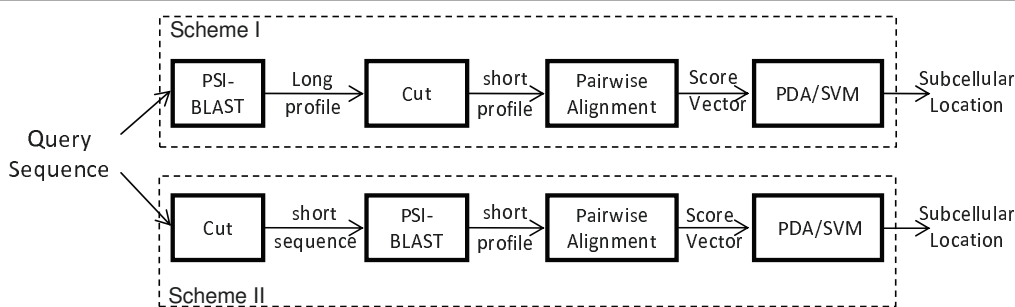 Scheme I
PSI-
BLAST
Long
profile
Cut
short
profile
Pairwise
Alignment
Score
Vector
PDA/SVM
Subcellular
Location
Query
Sequence
Cut
short
sequence
PSI-
BLAST
short
profile
Pairwise
Alignment
Score
Vector
PDA/SVM
Subcellular
Location
Scheme II